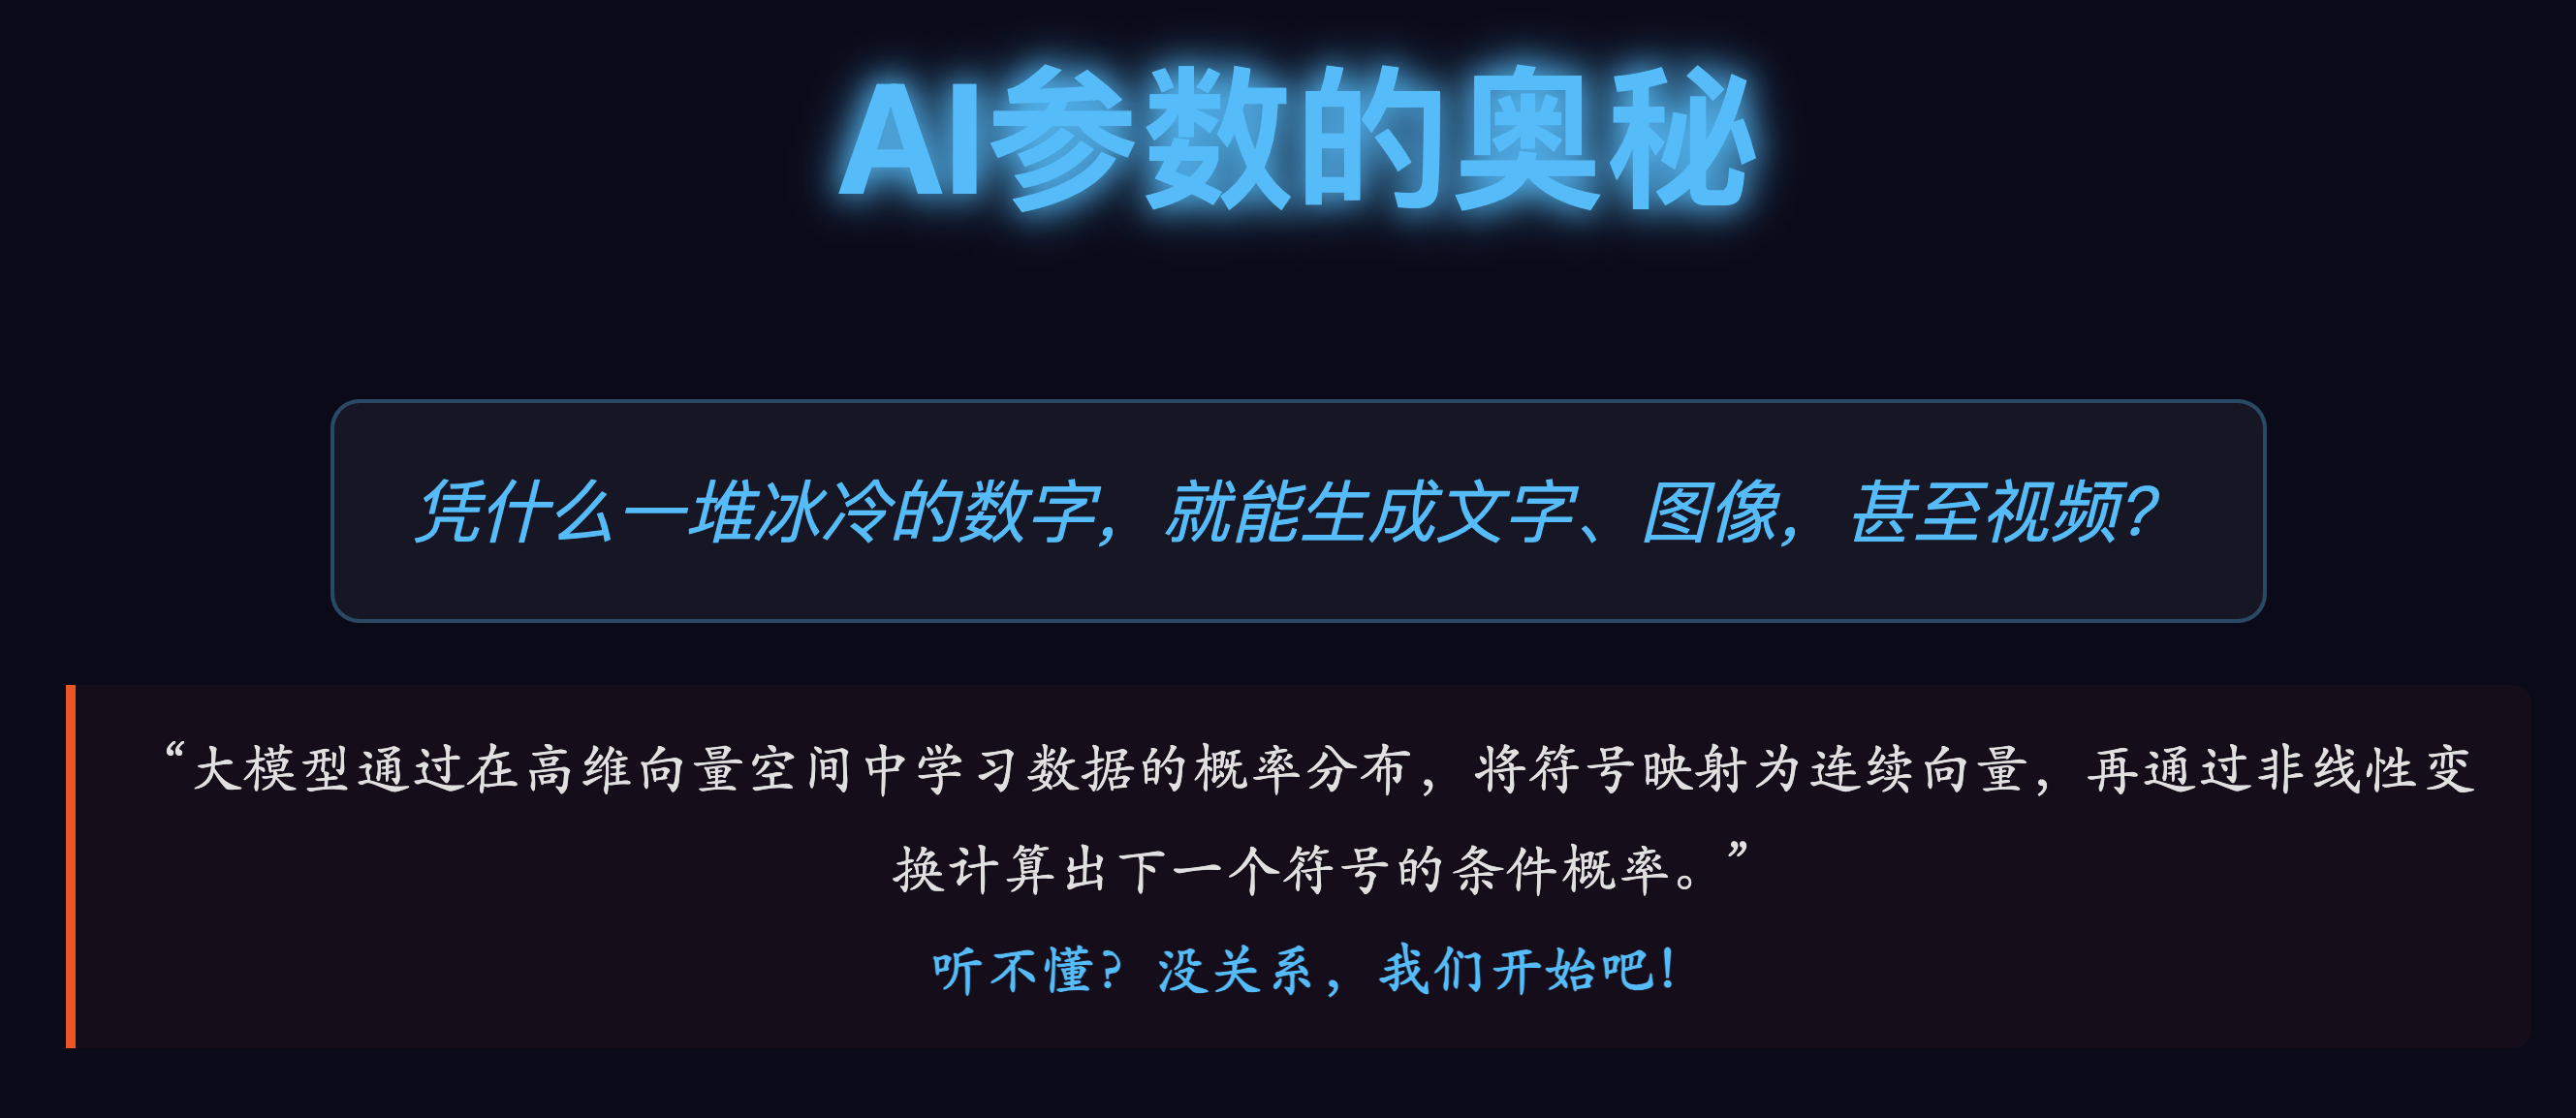 AI参数的奥秘
凭什么一堆冰冷的数字，就能生成文字、图像，甚至视频？
“大模型通过在高维向量空间中学习数据的概率分布，将符号映射为连续向量，再通过非线性变
换计算出下一个符号的条件概率。”
听不懂？没关系，我们开始吧！